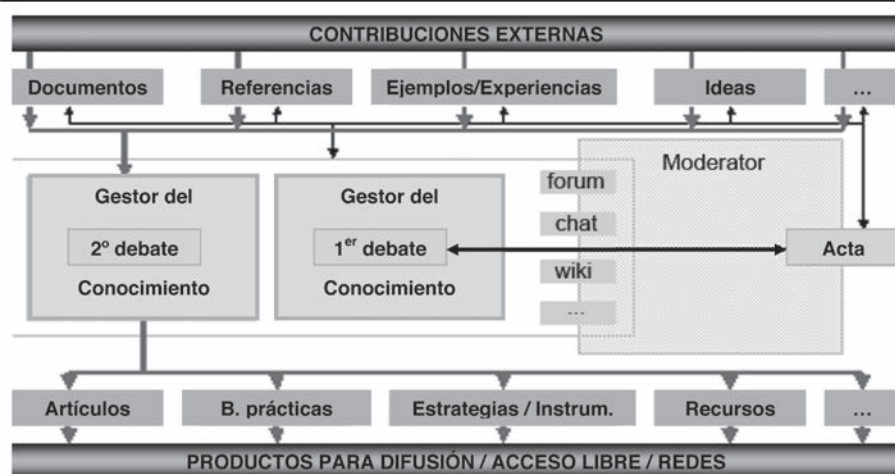 CONTRIBUCIONES EXTERNAS
Documentos
Referencias
Ejemplos/Experiencias
Ideas
...
Moderator
Gestor del
2º debate
Conocimiento
Gestor del
1er debate
Conocimiento
forum
chat
wiki
...
Acta
Artículos
B. prácticas
Estrategias / Instrum.
Recursos
...
PRODUCTOS PARA DIFUSIÓN / ACCESO LIBRE / REDES